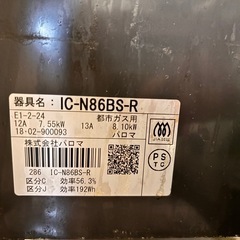 器具名：IC-N86BS-R
E1-2-24 都市ガス用
12A 7.55kW 13A 8.10kW
18-02-900093 パロマ
株式会社パロマ
286 IC-N86BS-R
区分C 効率56.3%
区分J 効率192Wh
PS
TC